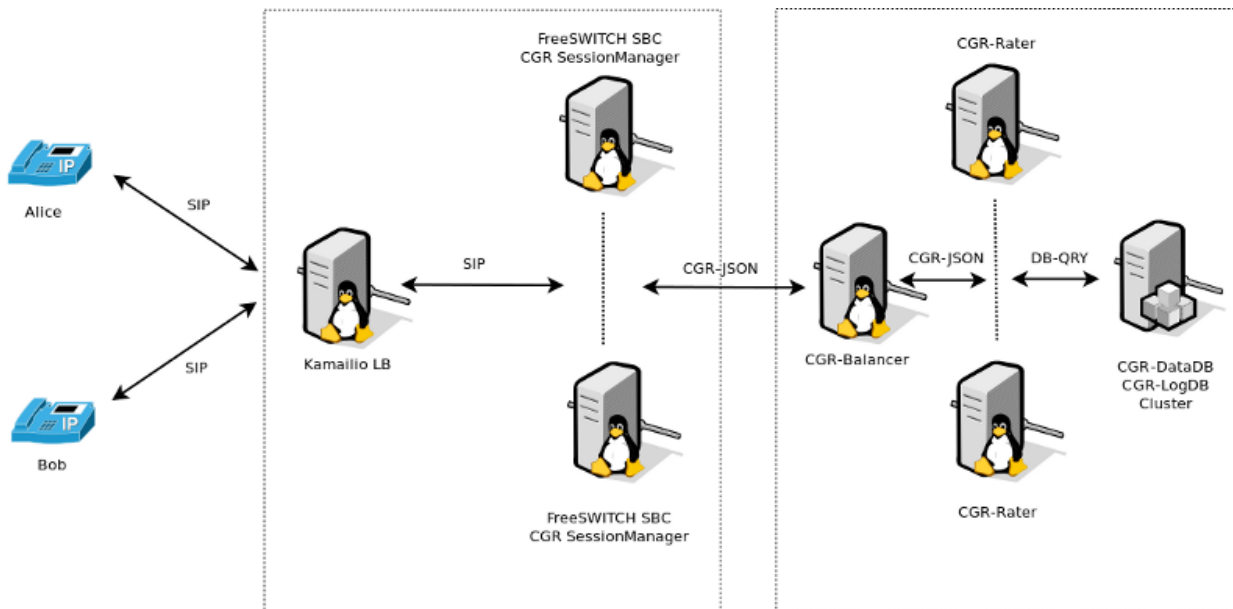 FreeSWITCH SBC
CGR SessionManager
CGR-Rater
IP
Alice
SIP
SIP
CGR-JSON
CGR-JSON
DB-QRY
Kamailio LB
CGR-Balancer
SIP
CGR-DataDB
CGR-LogDB
Cluster
IP
Bob
FreeSWITCH SBC
CGR SessionManager
CGR-Rater